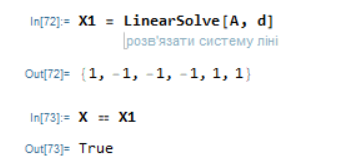 In[72]:= X1 = LinearSolve[A, d]
розв'язати систему ліні
Out[72]= {1, -1, -1, -1, 1, 1}
In[73]:= X == X1
Out[73]= True